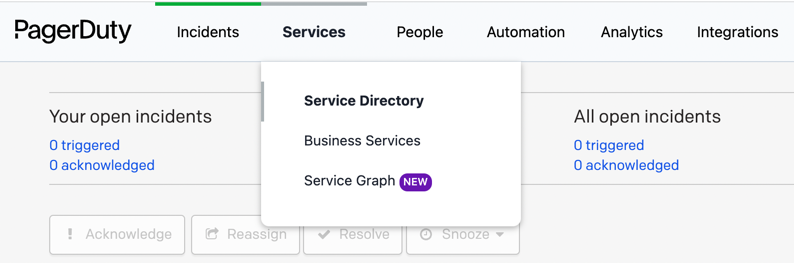 PagerDuty Incidents Services People Automation Analytics Integrations
Service Directory
Business Services
Service Graph NEW
Your open incidents
0 triggered
0 acknowledged
All open incidents
0 triggered
0 acknowledged
Acknowledge Reassign Resolve Snooze